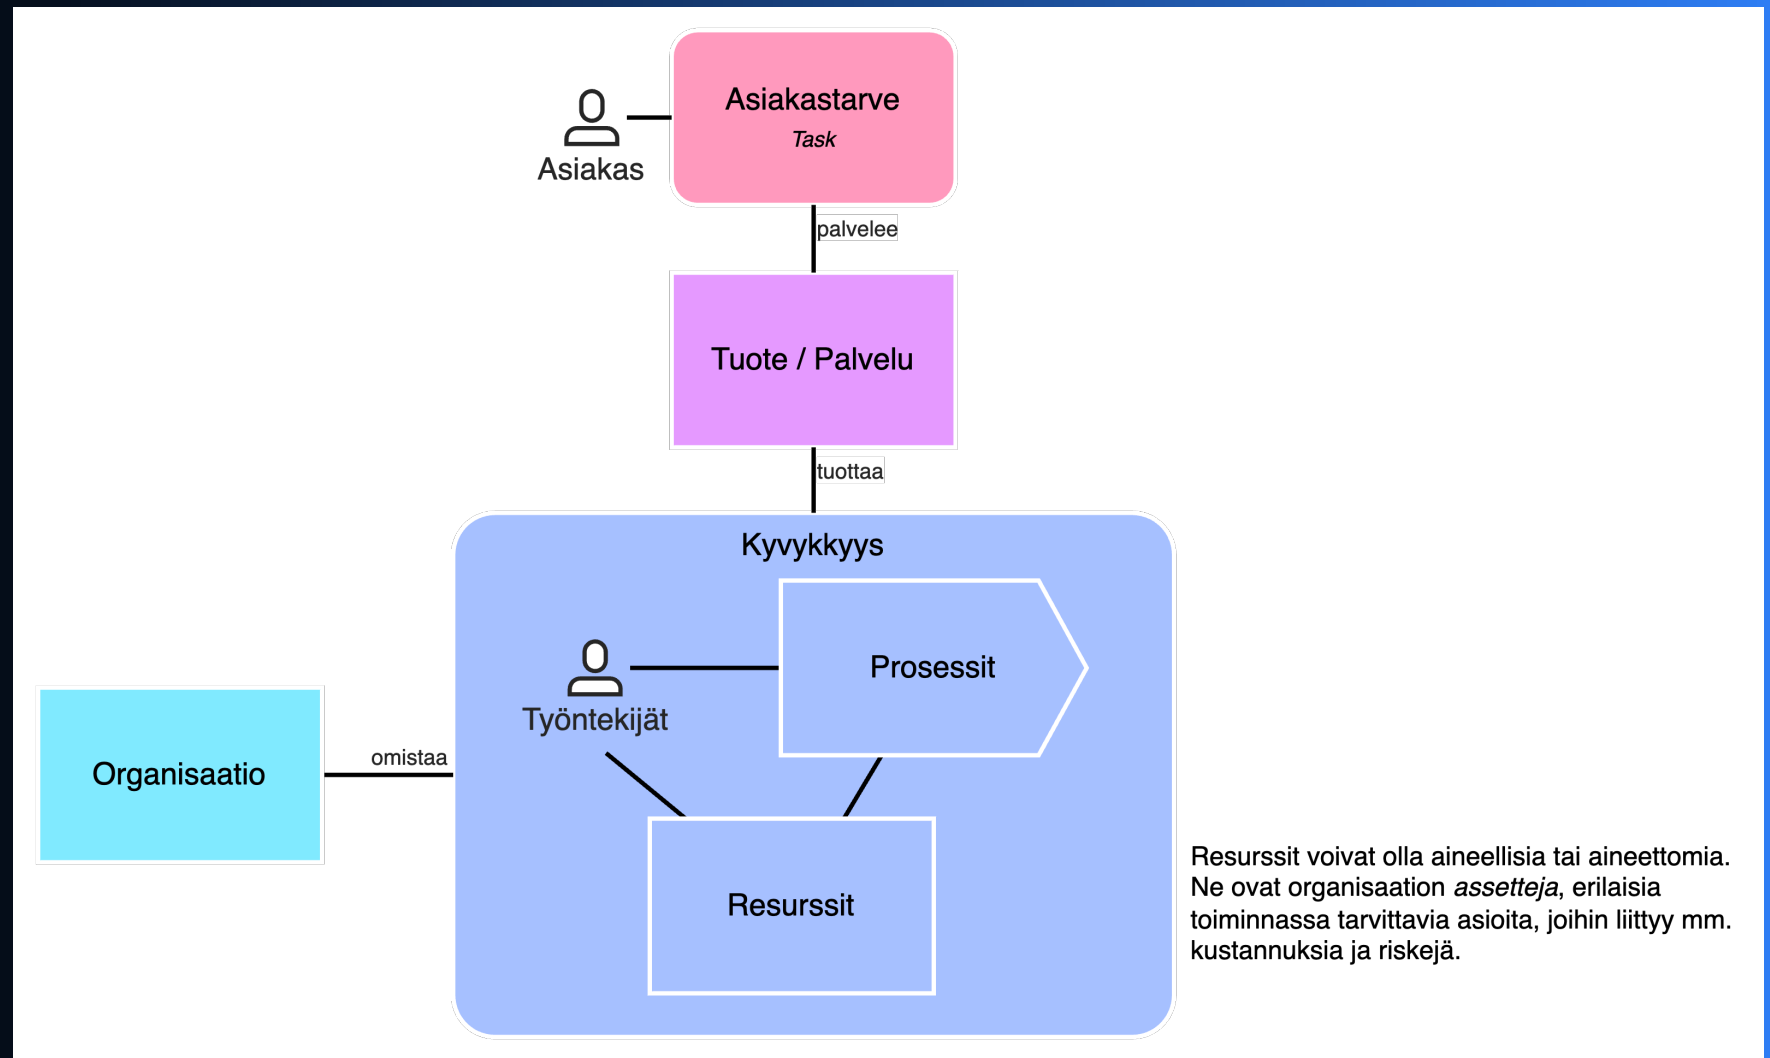 Asiakastarve
Task
Asiakas
palvelee
Tuote / Palvelu
tuottaa
Kyvykkyys
Prosessit
Työntekijät
omistaa
Organisaatio
Resurssit
Resurssit voivat olla aineellisia tai aineettomia.
Ne ovat organisaation assetteja, erilaisia
toiminnassa tarvittavia asioita, joihin liittyy mm.
kustannuksia ja riskejä.